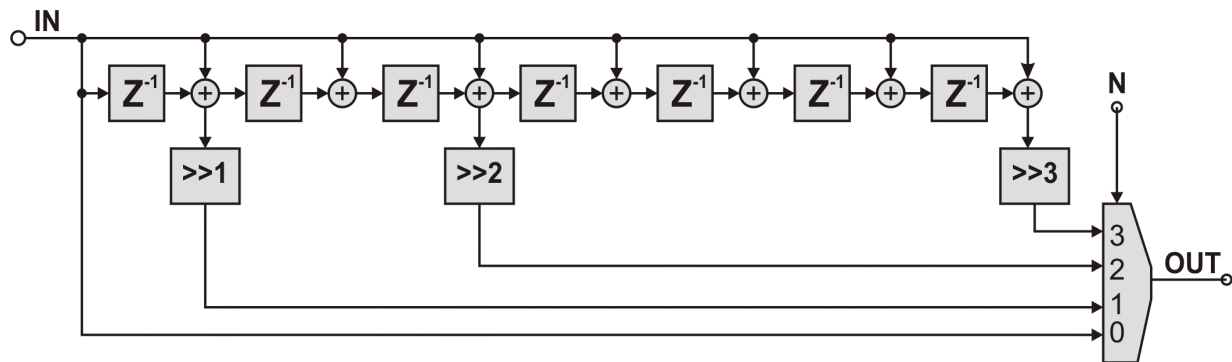 IN
Z⁻¹ + Z⁻¹ + Z⁻¹ + Z⁻¹ + Z⁻¹ + Z⁻¹ + Z⁻¹ +
N
>>1 >>2 >>3
3
2
OUT
1
0